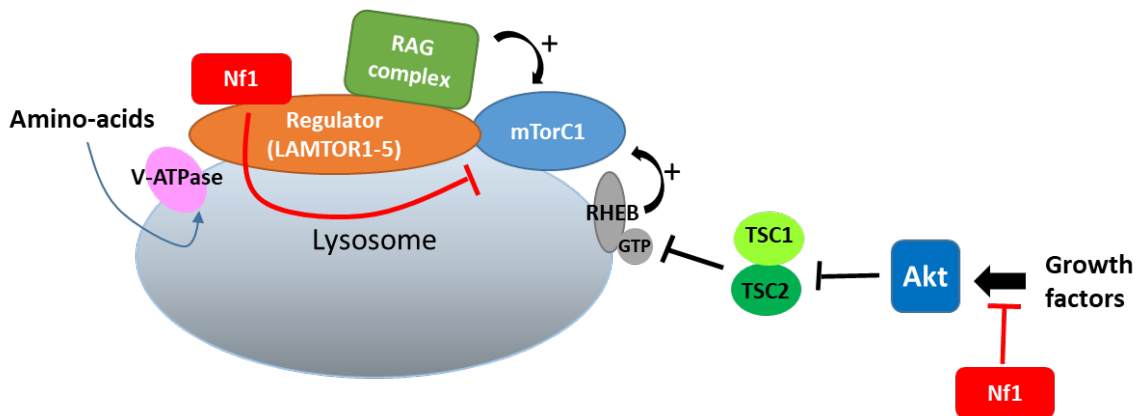 RAG
complex
+
Nf1
Amino-acids
Regulator
(LAMTOR1-5)
mTorC1
V-ATPase
+
RHEB
GTP
Lysosome
TSC1
TSC2
Akt
Growth
factors
Nf1